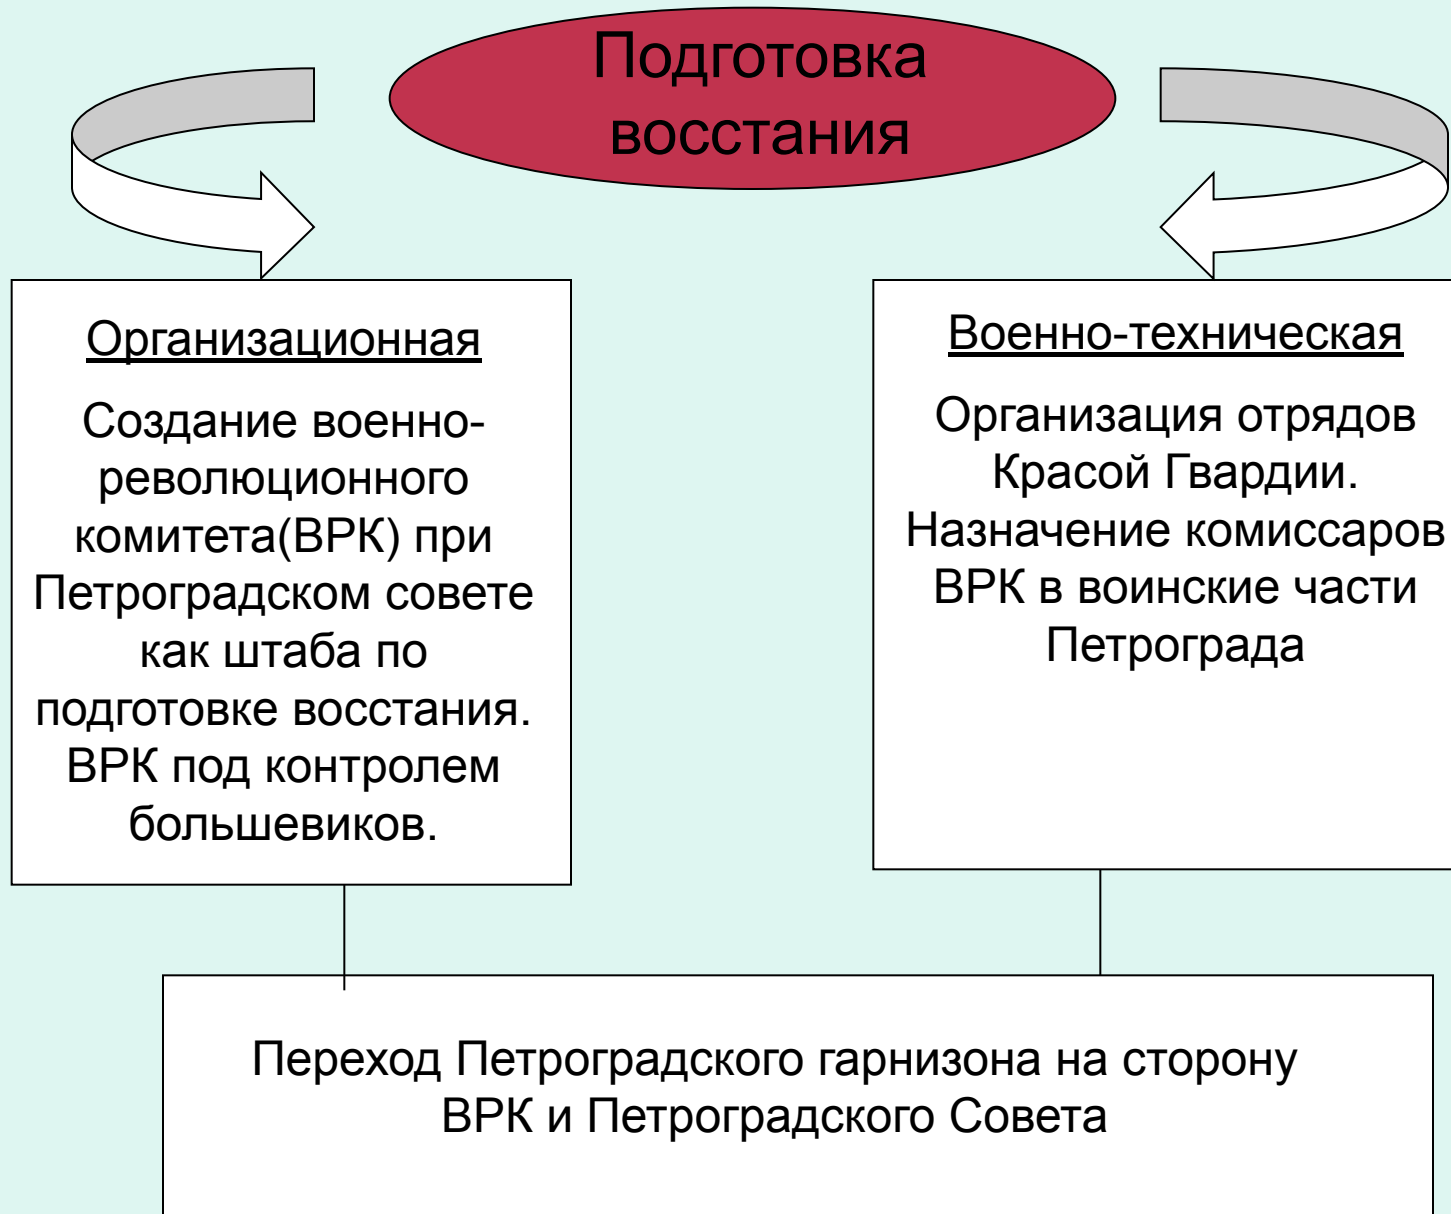 Подготовка
восстания
Организационная
Создание военно-
революционного
комитета(ВРК) при
Петроградском совете
как штаба по
подготовке восстания.
ВРК под контролем
большевиков.
Военно-техническая
Организация отрядов
Красой Гвардии.
Назначение комиссаров
ВРК в воинские части
Петрограда
Переход Петроградского гарнизона на сторону
ВРК и Петроградского Совета